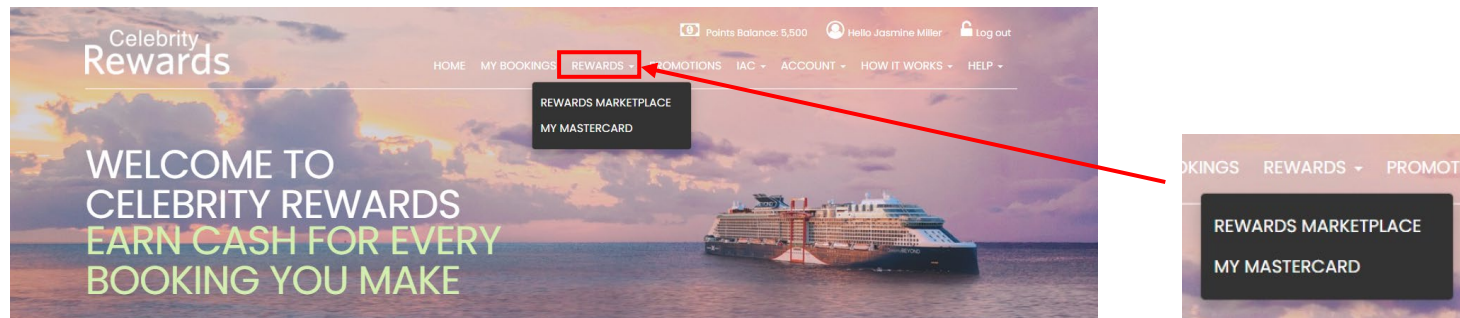 Celebrity
Rewards
Points Balance: 5,500 Hello Jasmine Miller Log out
HOME MY BOOKINGS REWARDS PROMOTIONS IAC ACCOUNT HOW IT WORKS HELP
REWARDS MARKETPLACE
MY MASTERCARD
WELCOME TO
CELEBRITY REWARDS
EARN CASH FOR EVERY
BOOKING YOU MAKE
BEYOND
OKINGS REWARDS PROMOT
REWARDS MARKETPLACE
MY MASTERCARD